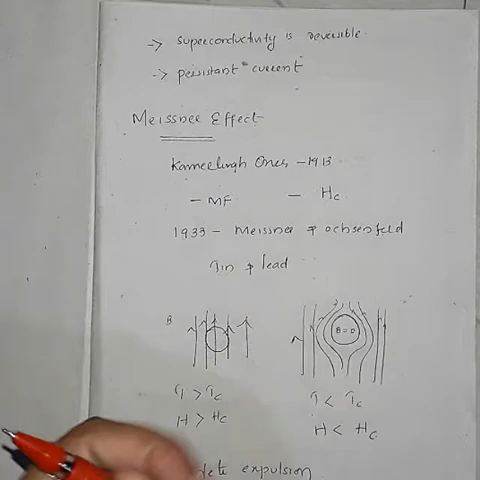 -> superconductivity is reversible
-> persistant current
Meissner Effect
Kamerlingh Ones - 1913
- MF - Hc
1933 - Meissner & ochsenfeld
Tin & lead
B
B = 0
T > Tc
T < Tc
H > Hc
H < Hc
expulsion